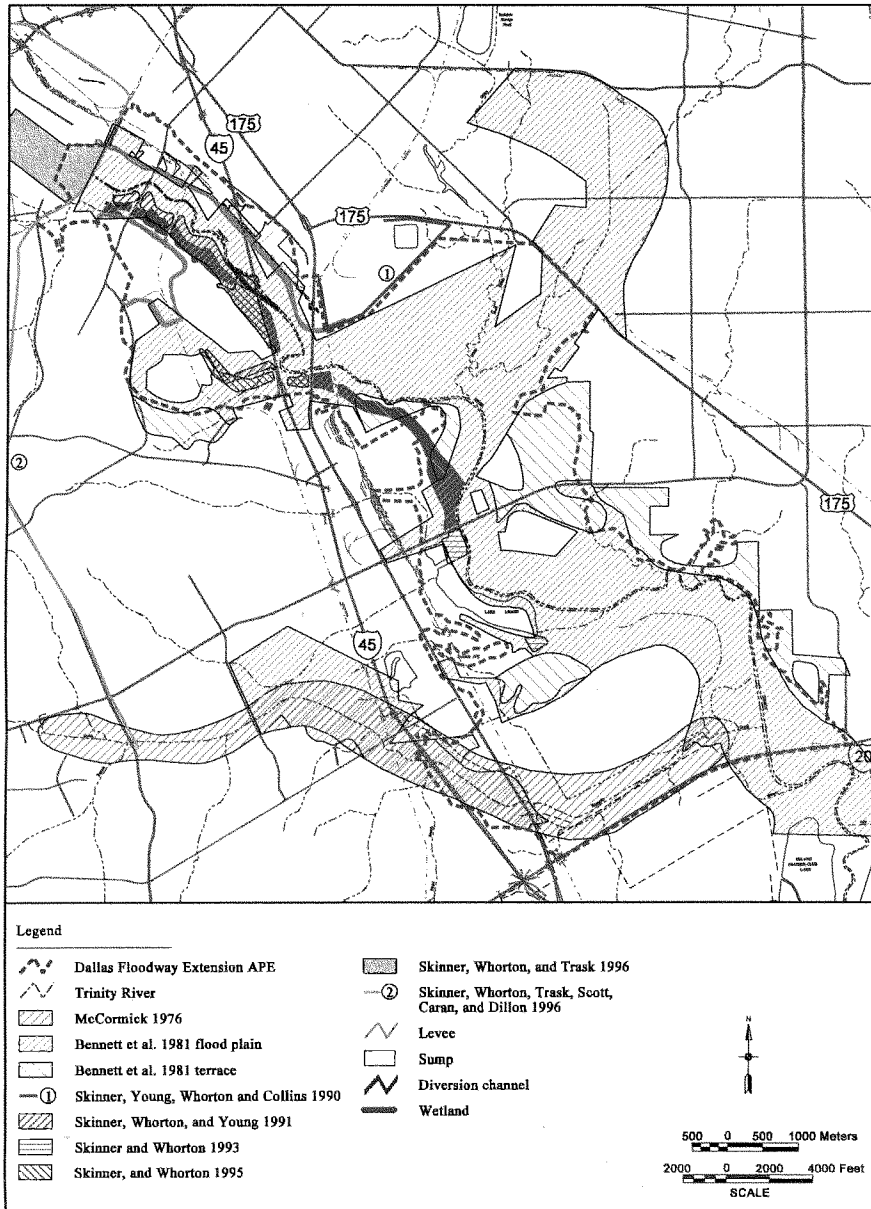 175
45
175
1
2
175
45
20
Legend
Dallas Floodway Extension APE
Trinity River
McCormick 1976
Bennett et al. 1981 flood plain
Bennett et al. 1981 terrace
1 Skinner, Young, Whorton and Collins 1990
Skinner, Whorton, and Young 1991
Skinner and Whorton 1993
Skinner, and Whorton 1995
Skinner, Whorton, and Trask 1996
2 Skinner, Whorton, Trask, Scott,
Caran, and Dillon 1996
Levee
Sump
Diversion channel
Wetland
N
500 0 500 1000 Meters
2000 0 2000 4000 Feet
SCALE